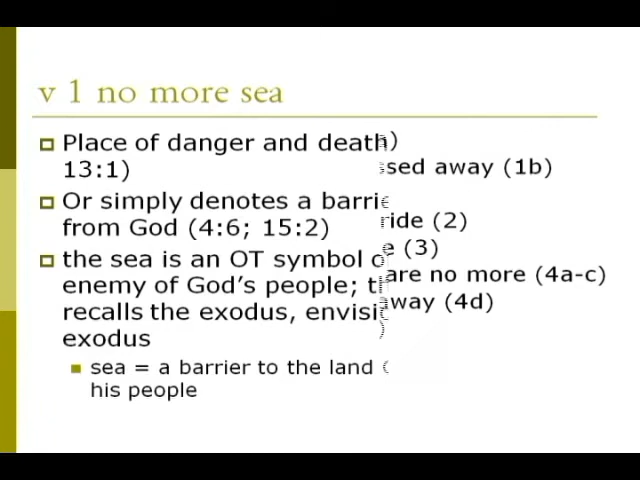 v 1 no more sea
Place of danger and death
13:1)
sed away (1b)
Or simply denotes a
from God (4:6; 15:2)
ride (2)
(3)
the sea is an OT symbol
enemy of God's people;
are no more (4a-c)
recalls the exodus,
away (4d)
exodus
sea = a barrier to the land
his people